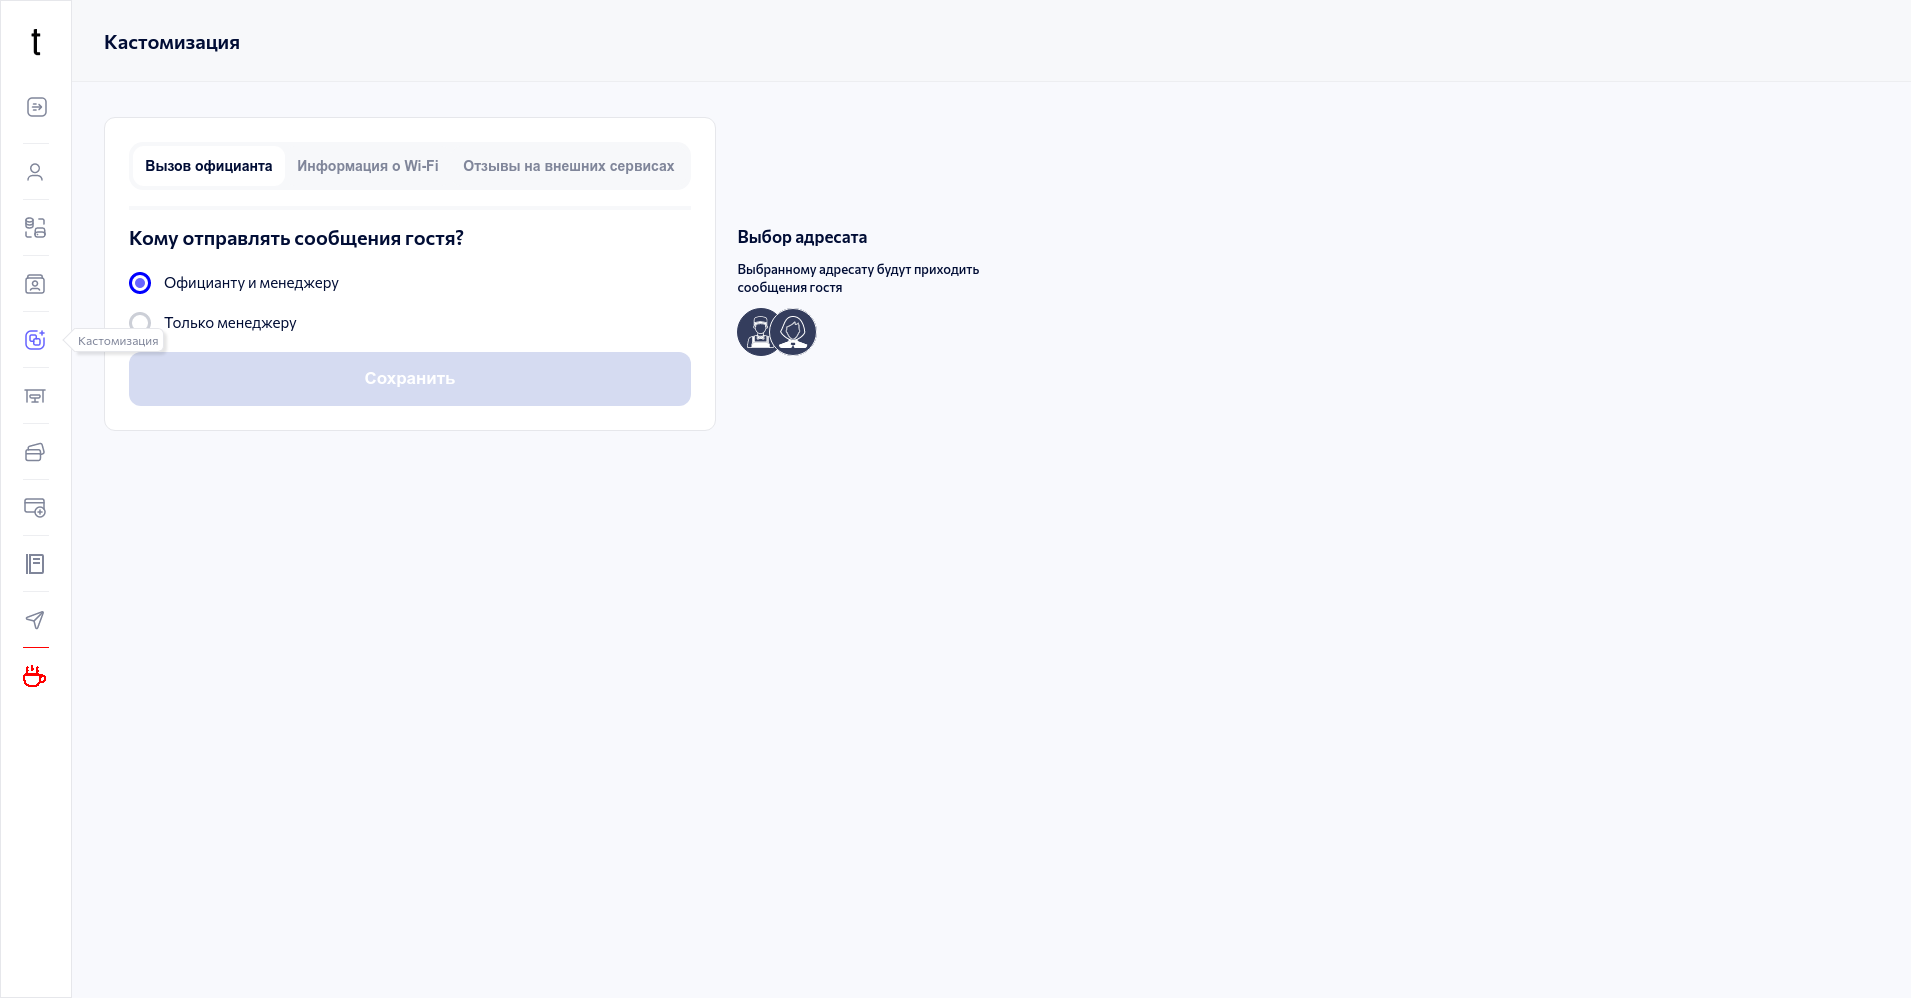 t
Кастомизация
Вызов официанта
Информация о Wi-Fi
Отзывы на внешних сервисах
Кому отправлять сообщения гостя?
Официанту и менеджеру
Только менеджеру
Кастомизация
Сохранить
Выбор адресата
Выбранному адресату будут приходить
сообщения гостя